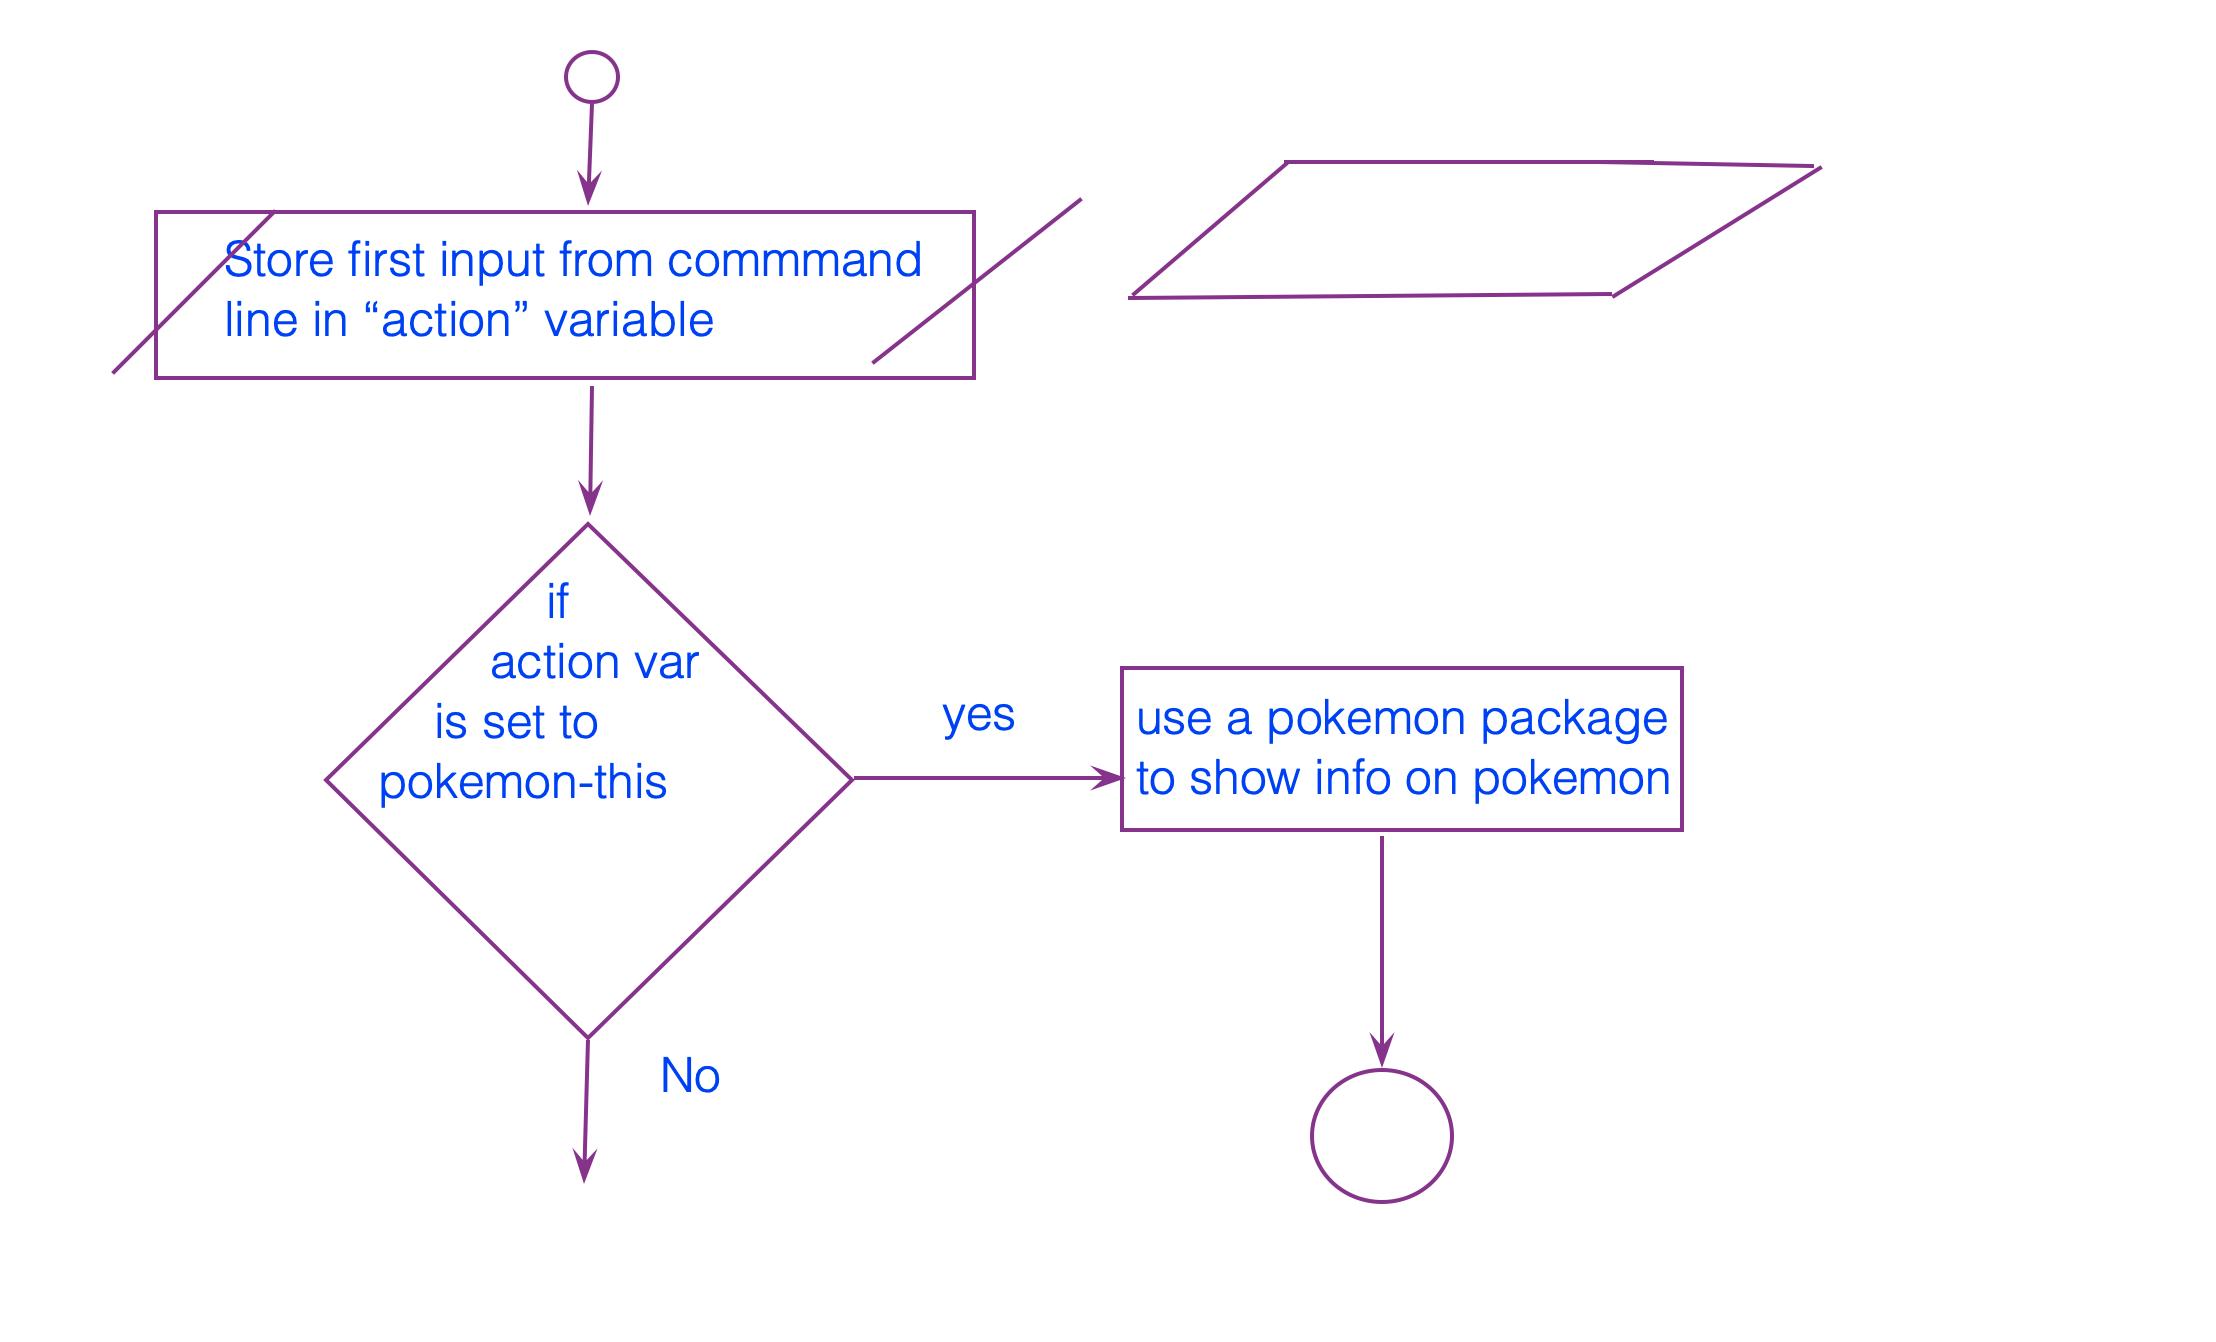 Store first input from commmand
line in “action” variable
if
action var
is set to
pokemon-this
yes
use a pokemon package
to show info on pokemon
No